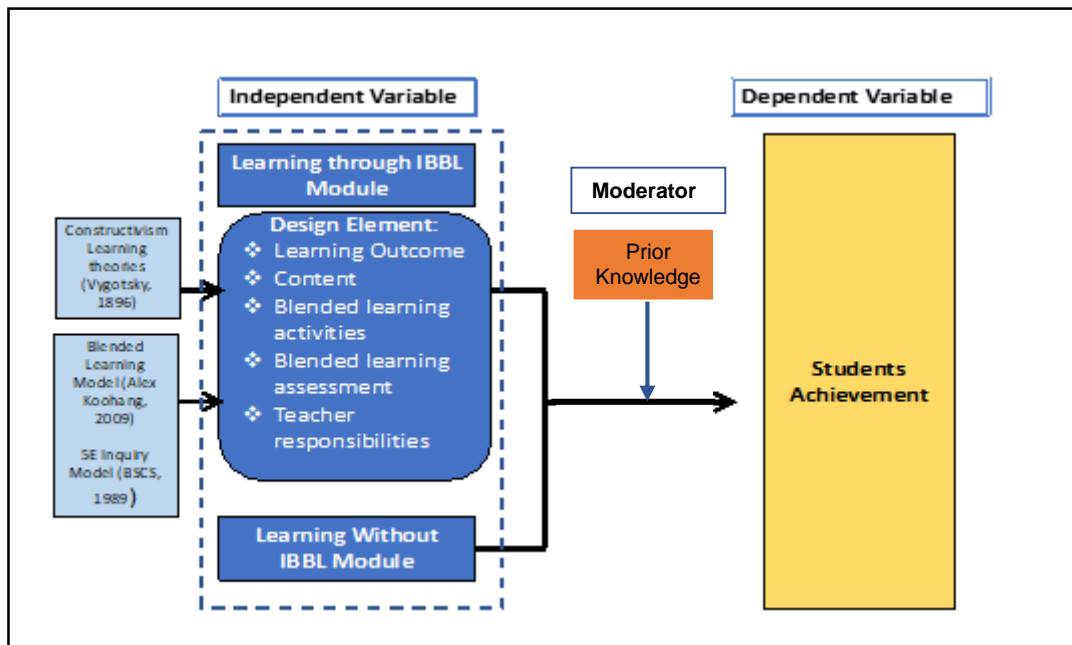 Independent Variable
Dependent Variable
Learning through IBBL
Module
Moderator
Constructivism
Learning
theories
(Vygotsky,
1896)
Design Element:
❖ Learning Outcome
❖ Content
❖ Blended learning
activities
❖ Blended learning
assessment
❖ Teacher
responsibilities
Prior
Knowledge
Blended
Learning
Model (Alex
Koohang,
2009)
5E Inquiry
Model (BSCS,
1989)
Students
Achievement
Learning Without
IBBL Module